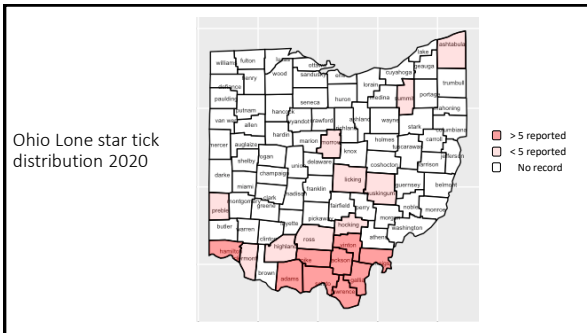 Ohio Lone star tick
distribution 2020
lake
ashtabula
williams
fulton
wood
geauga
cuyahoga
trumbull
henry
sandusky
lorain
defiance
paulding
seneca
huron
medina
summit
portage
mahoning
putnam
hancock
van wert
wyandot
crawford
ashland
wayne
stark
columbiana
allen
richland
hardin
marion
morrow
holmes
carroll
mercer
auglaize
tuscarawas
jefferson
shelby
logan
union
delaware
knox
coshocton
harrison
darke
champaign
licking
muskingum
guernsey
belmont
miami
clark
madison
franklin
preble
montgomery
greene
fairfield
perry
noble
monroe
fayette
pickaway
morgan
washington
butler
warren
clinton
hocking
athens
ross
vinton
hamilton
highland
pike
jackson
meigs
brown
adams
gallia
lawrence
> 5 reported
< 5 reported
No record